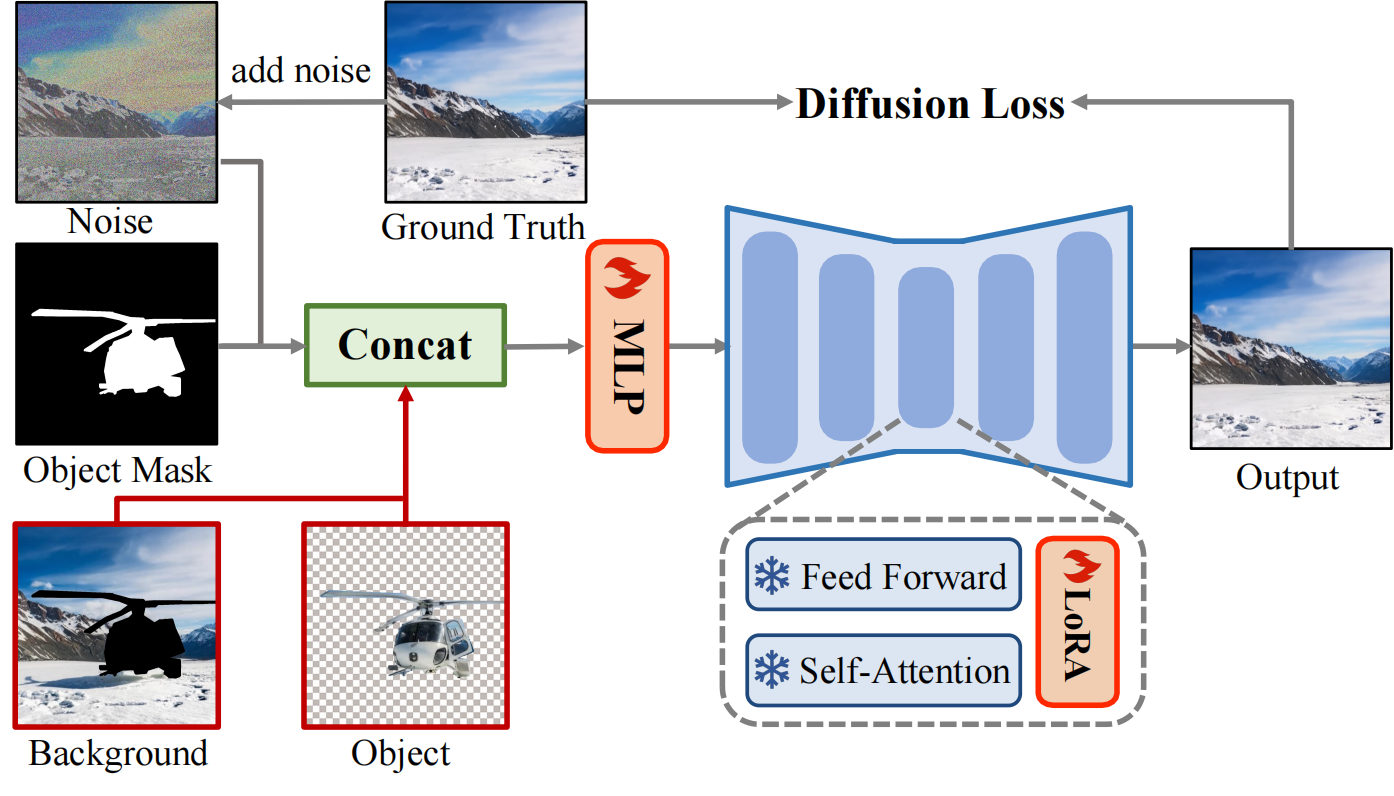 add noise
Diffusion Loss
Noise
Ground Truth
Concat
MLP
Object Mask
Output
Feed Forward
LoRA
Self-Attention
Background
Object